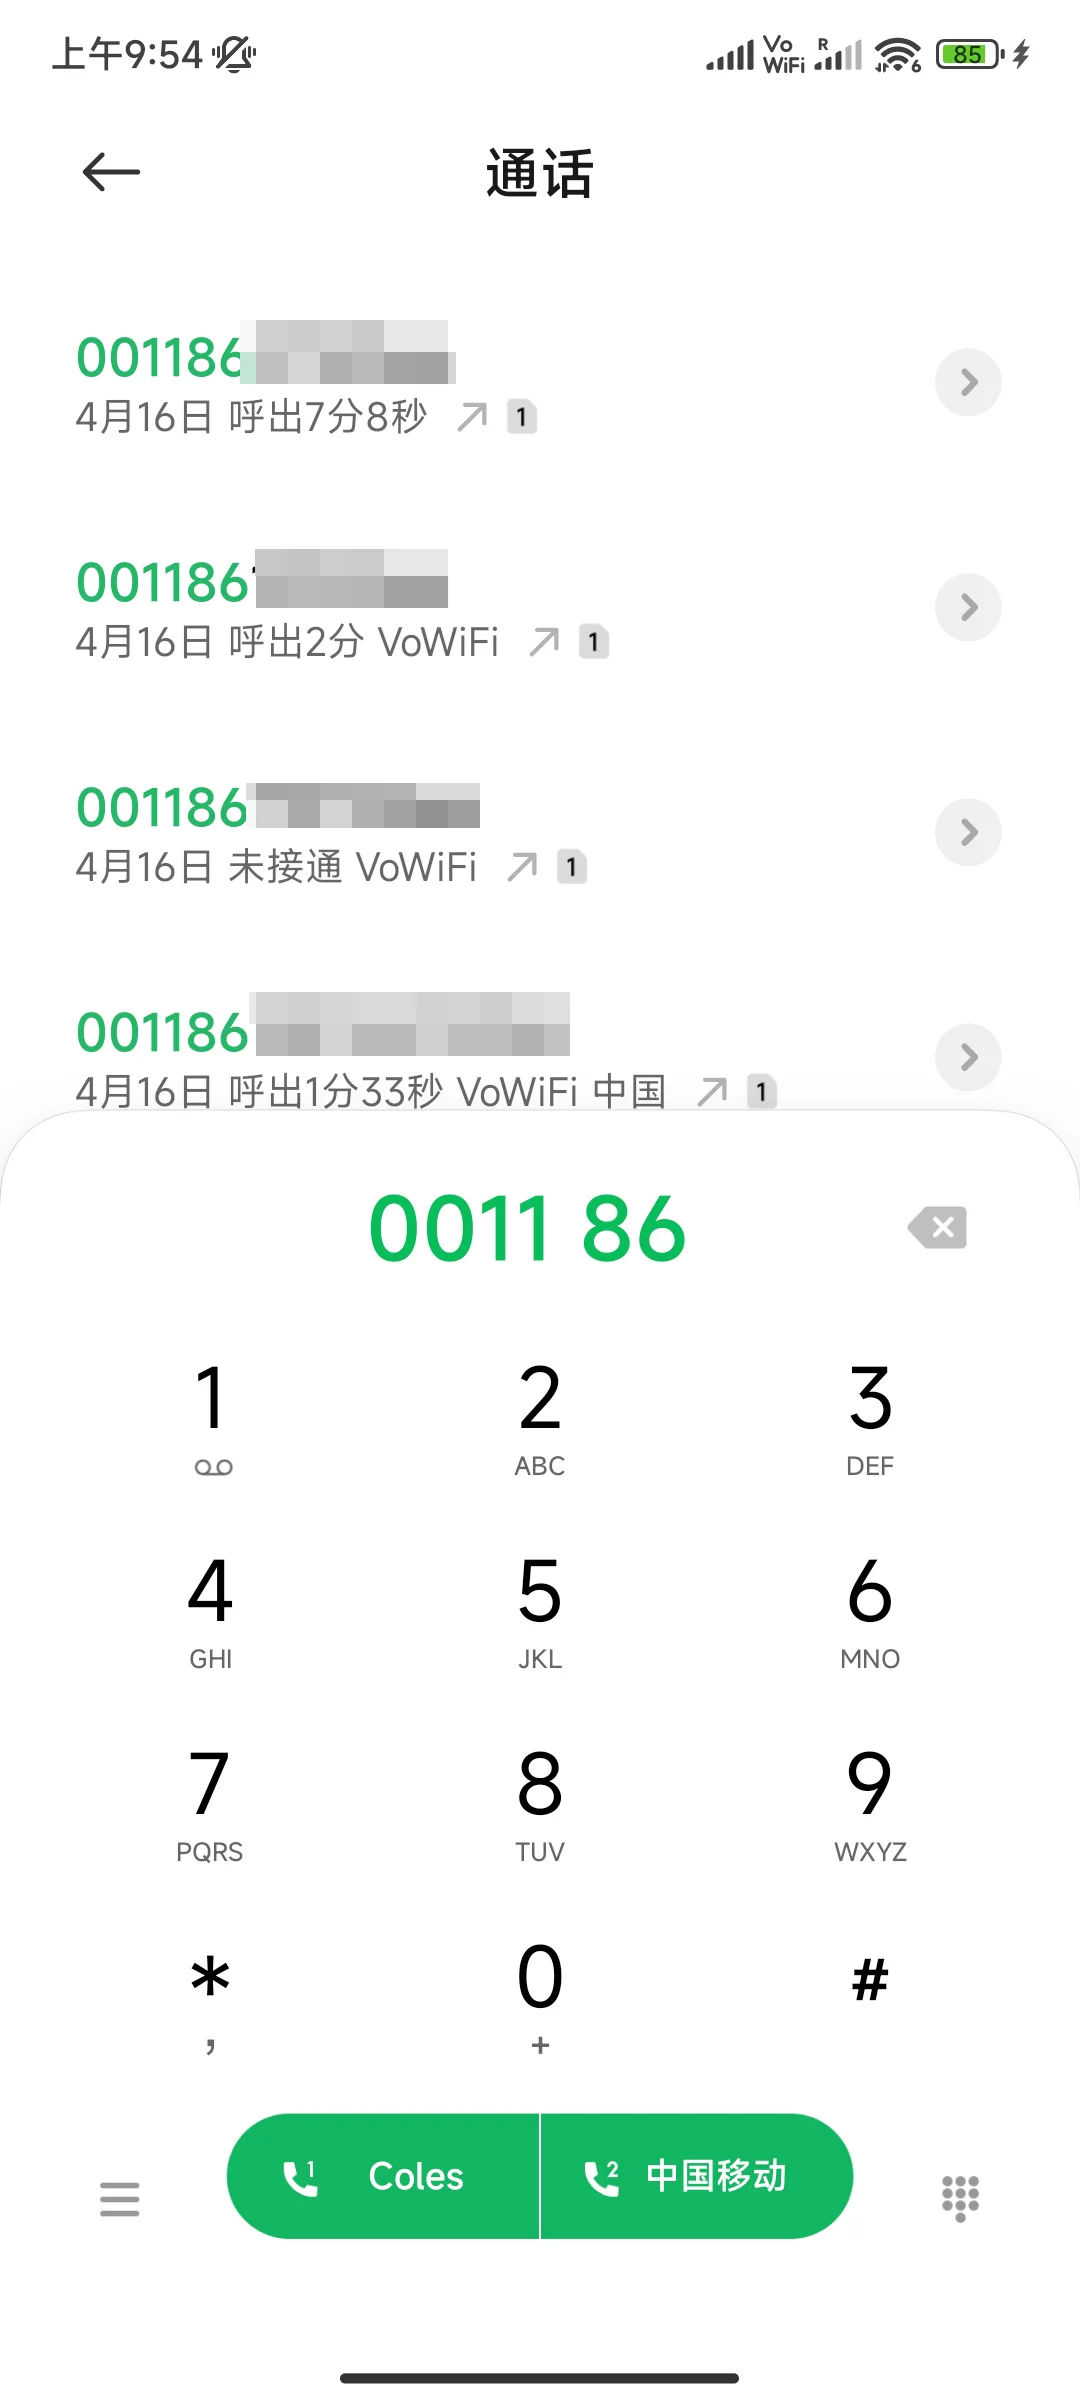 上午9:54 Vo WiFi R 6 85
通话
001186
4月16日 呼出7分8秒 1
001186
4月16日 呼出2分 VoWiFi 1
001186
4月16日 未接通 VoWiFi 1
001186
4月16日 呼出1分33秒 VoWiFi 中国 1
0011 86
1 2 3
ABC DEF
4 5 6
GHI JKL MNO
7 8 9
PQRS TUV WXYZ
* 0 #
, +
1 Coles 2 中国移动